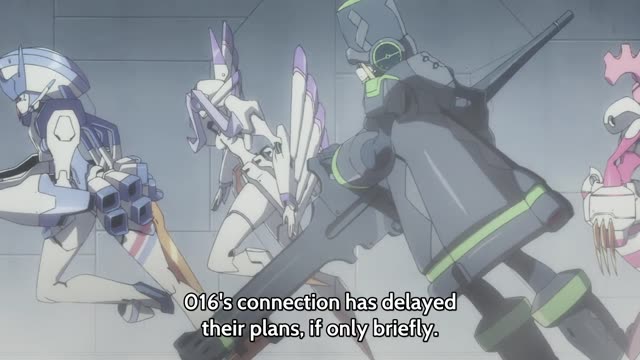 016's connection has delayed
their plans, if only briefly.